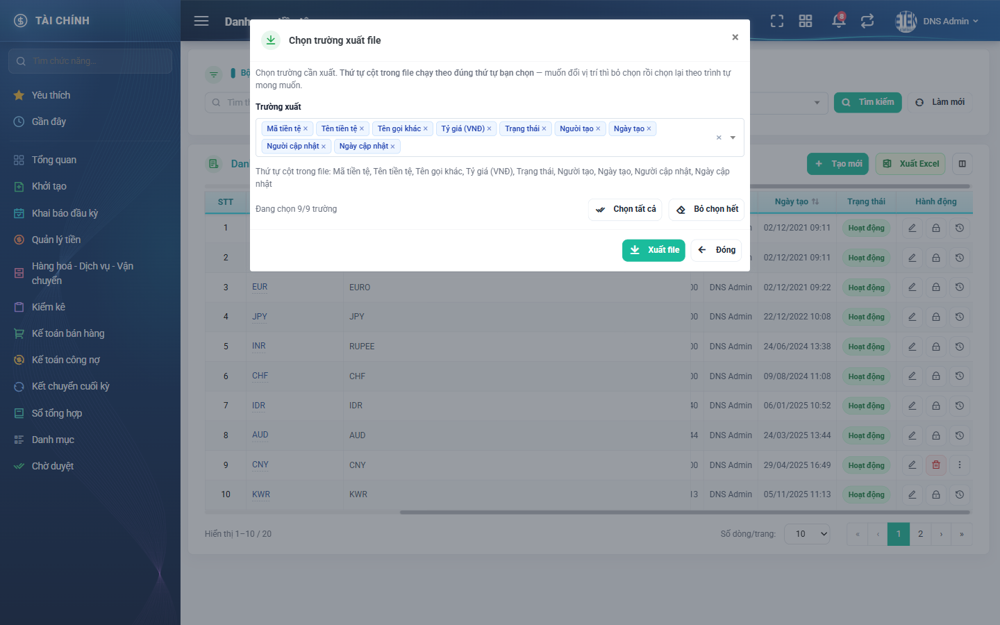 TÀI CHÍNH
Tìm chức năng...
Yêu thích
Gần đây
Tổng quan
Khởi tạo
Khai báo đầu kỳ
Quản lý tiền
Hàng hoá - Dịch vụ - Vận
chuyển
Kiểm kê
Kế toán bán hàng
Kế toán công nợ
Kết chuyển cuối kỳ
Sổ tổng hợp
Danh mục
Chờ duyệt
8
DNS Admin
Chọn trường xuất file
×
Chọn trường cần xuất. Thứ tự cột trong file chạy theo đúng thứ tự bạn chọn — muốn đổi vị trí thì bỏ chọn rồi chọn lại theo trình tự
mong muốn.
Trường xuất
Mã tiền tệ × Tên tiền tệ × Tên gọi khác × Tỷ giá (VNĐ) × Trạng thái × Người tạo × Ngày tạo ×
Người cập nhật × Ngày cập nhật ×
Thứ tự cột trong file: Mã tiền tệ, Tên tiền tệ, Tên gọi khác, Tỷ giá (VNĐ), Trạng thái, Người tạo, Ngày tạo, Người cập nhật, Ngày cập
nhật
Đang chọn 9/9 trường
Chọn tất cả
Bỏ chọn hết
Xuất file
Đóng
Tìm kiếm
Làm mới
Tạo mới
Xuất Excel
STT Ngày tạo Trạng thái Hành động
1 02/12/2021 09:11 Hoạt động
2 02/12/2021 09:11 Hoạt động
3 EUR EURO 00 DNS Admin 02/12/2021 09:22 Hoạt động
4 JPY JPY 00 DNS Admin 22/12/2022 10:08 Hoạt động
5 INR RUPEE 00 DNS Admin 24/06/2024 13:38 Hoạt động
6 CHF CHF 00 DNS Admin 09/08/2024 11:08 Hoạt động
7 IDR IDR 40 DNS Admin 06/01/2025 10:52 Hoạt động
8 AUD AUD 44 DNS Admin 24/03/2025 13:44 Hoạt động
9 CNY CNY 00 DNS Admin 29/04/2025 16:49 Hoạt động
10 KWR KWR 13 DNS Admin 05/11/2025 11:13 Hoạt động
Hiển thị 1–10 / 20
Số dòng/trang: 10
« ‹ 1 2 › »